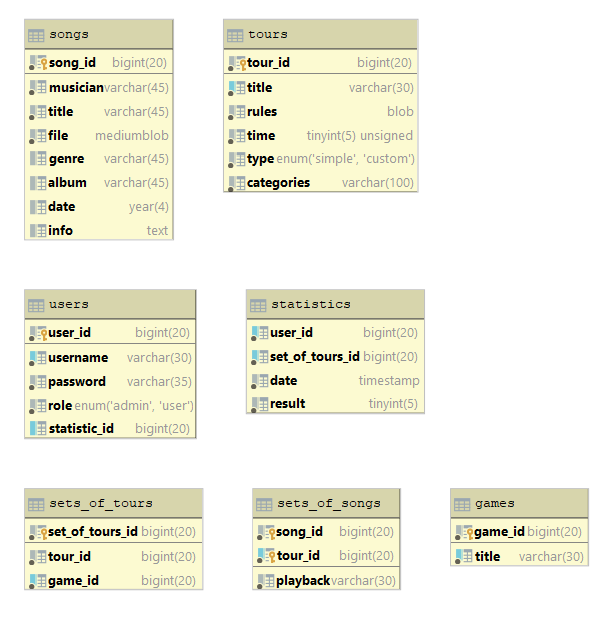 songs
song_id bigint(20)
musician varchar(45)
title varchar(45)
file mediumblob
genre varchar(45)
album varchar(45)
date year(4)
info text
tours
tour_id bigint(20)
title varchar(30)
rules blob
time tinyint(5) unsigned
type enum('simple', 'custom')
categories varchar(100)
users
user_id bigint(20)
username varchar(30)
password varchar(35)
role enum('admin', 'user')
statistic_id bigint(20)
statistics
user_id bigint(20)
set_of_tours_id bigint(20)
date timestamp
result tinyint(5)
sets_of_tours
set_of_tours_id bigint(20)
tour_id bigint(20)
game_id bigint(20)
sets_of_songs
song_id bigint(20)
tour_id bigint(20)
playback varchar(30)
games
game_id bigint(20)
title varchar(30)